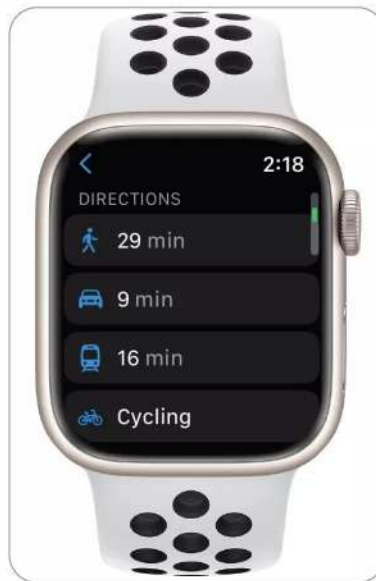 2:18
DIRECTIONS
29 min
9 min
16 min
Cycling